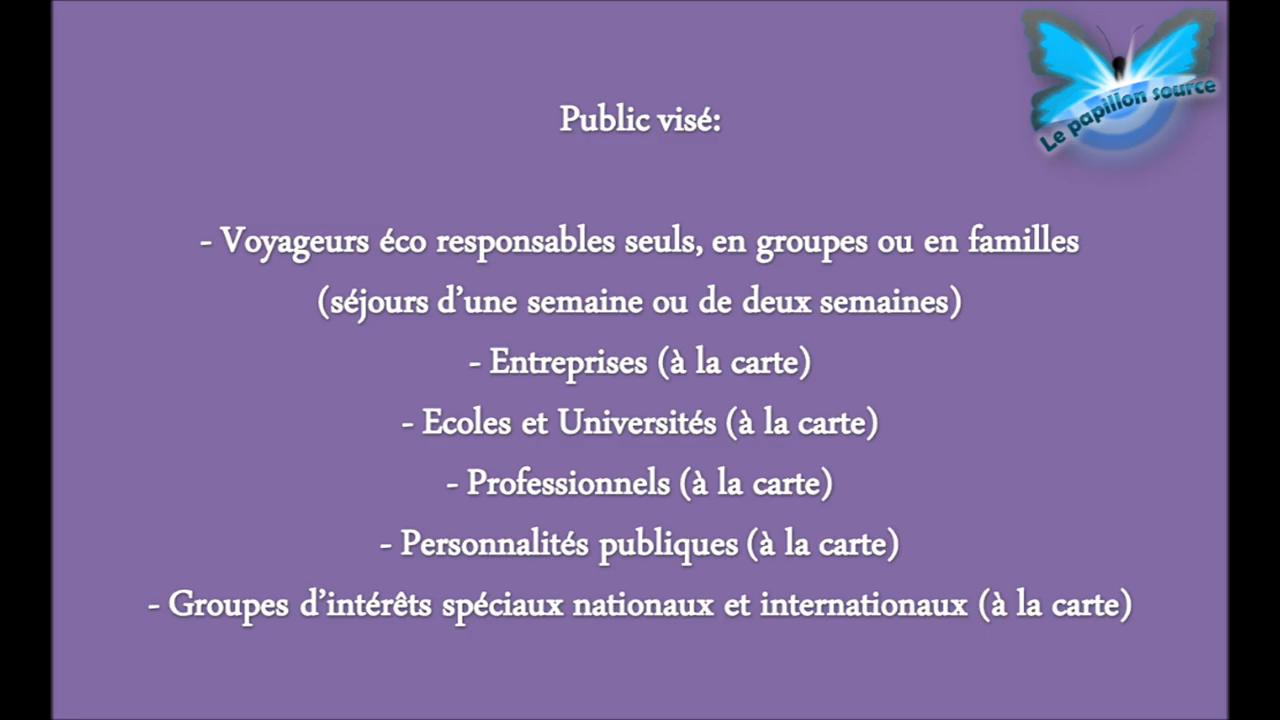 Le papillon source
Public visé:
- Voyageurs éco responsables seuls, en groupes ou en familles
(séjours d’une semaine ou de deux semaines)
- Entreprises (à la carte)
- Ecoles et Universités (à la carte)
- Professionnels (à la carte)
- Personnalités publiques (à la carte)
- Groupes d’intérêts spéciaux nationaux et internationaux (à la carte)